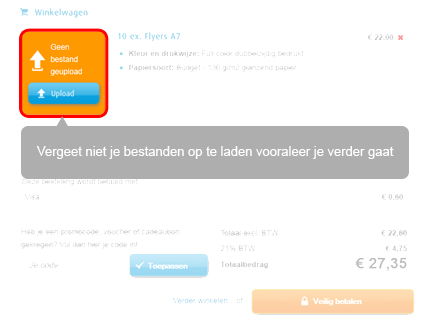 Winkelwagen
Geen bestand geupload
Upload
10 ex. Flyers A7
€ 22,60
Kleur en drukwijze: Full color dubbelzijdig bedrukt
Papiersoort: Budget - 130 g/m2 glanzend papier
Vergeet niet je bestanden op te laden vooraleer je verder gaat
Deze bestelling wordt betaald met
Visa
€ 0,00
Heb je een promocode, voucher of cadeaubon
gekregen? Vul dan hier je code in!
Je code
Toepassen
Totaal excl. BTW
€ 22,60
21% BTW
€ 4,75
Totaalbedrag
€ 27,35
Verder winkelen of
Veilig betalen